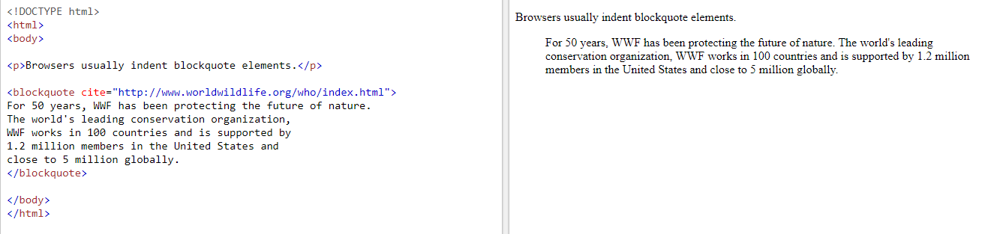 <!DOCTYPE html>
<html>
<body>
<p>Browsers usually indent blockquote elements.</p>
<blockquote cite="http://www.worldwildlife.org/who/index.html">
For 50 years, WWF has been protecting the future of nature.
The world's leading conservation organization,
WWF works in 100 countries and is supported by
1.2 million members in the United States and
close to 5 million globally.
</blockquote>
</body>
</html>
Browsers usually indent blockquote elements.
For 50 years, WWF has been protecting the future of nature. The world's leading
conservation organization, WWF works in 100 countries and is supported by 1.2 million
members in the United States and close to 5 million globally.